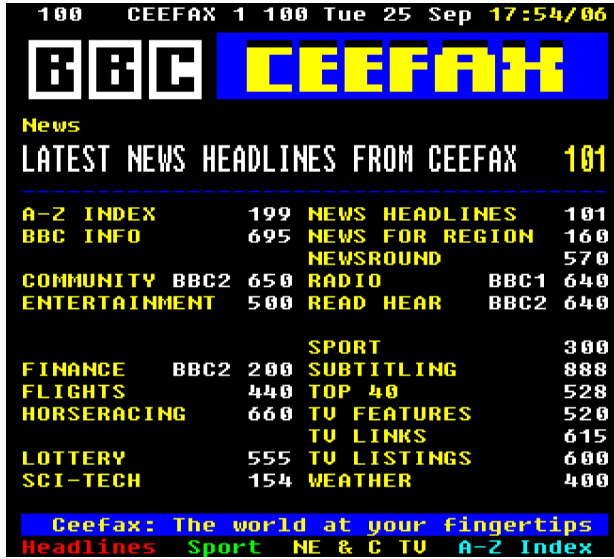 100 CEEFAX 1 100 Tue 25 Sep 17:54/06
BBC CEEFAX
News
LATEST NEWS HEADLINES FROM CEEFAX 101
A-Z INDEX 199 NEWS HEADLINES 101
BBC INFO 695 NEWS FOR REGION 160
NEWSROUND 570
COMMUNITY BBC2 650 RADIO BBC1 640
ENTERTAINMENT 500 READ HEAR BBC2 640
SPORT 300
FINANCE BBC2 200 SUBTITLING 888
FLIGHTS 440 TOP 40 528
HORSERACING 660 TV FEATURES 520
TV LINKS 615
LOTTERY 555 TV LISTINGS 600
SCI-TECH 154 WEATHER 400
Ceefax: The world at your fingertips
Headlines Sport NE & C TV A-Z Index